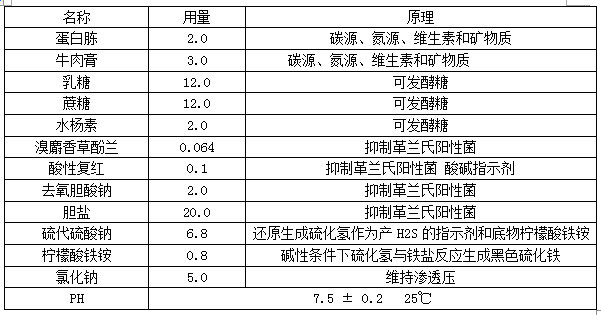 名称 用量 原理
蛋白胨 2.0 碳源、氮源、维生素和矿物质
牛肉膏 3.0 碳源、氮源、维生素和矿物质
乳糖 12.0 可发酵糖
蔗糖 12.0 可发酵糖
水杨素 2.0 可发酵糖
溴麝香草酚兰 0.064 抑制革兰氏阳性菌
酸性复红 0.1 抑制革兰氏阳性菌 酸碱指示剂
去氧胆酸钠 2.0 抑制革兰氏阳性菌
胆盐 20.0 抑制革兰氏阳性菌
硫代硫酸钠 6.8 还原生成硫化氢作为产H2S的指示剂和底物柠檬酸铁铵
柠檬酸铁铵 0.8 碱性条件下硫化氢与铁盐反应生成黑色硫化铁
氯化钠 5.0 维持渗透压
PH 7.5 ± 0.2 25℃